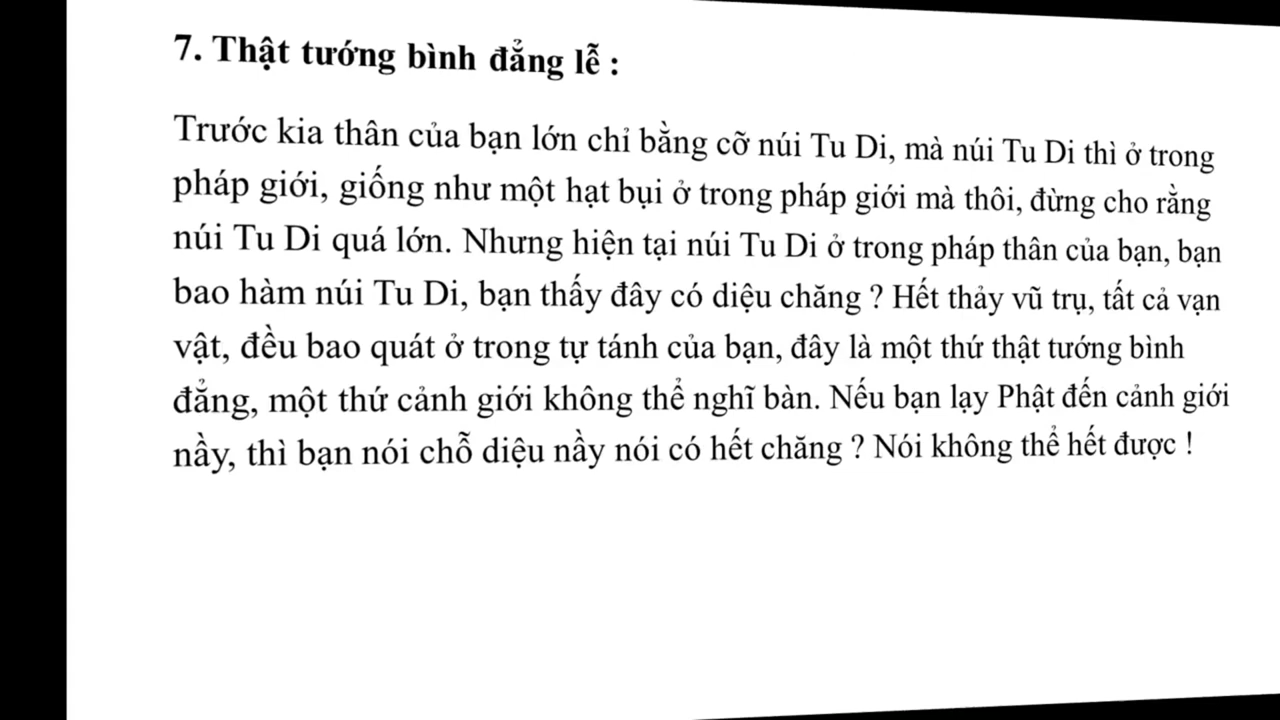 7. Thật tướng bình đẳng lễ :
Trước kia thân của bạn lớn chỉ bằng cỡ núi Tu Di, mà núi Tu Di thì ở trong
pháp giới, giống như một hạt bụi ở trong pháp giới mà thôi, đừng cho rằng
núi Tu Di quá lớn. Nhưng hiện tại núi Tu Di ở trong pháp thân của bạn, bạn
bao hàm núi Tu Di, bạn thấy đây có diệu chăng ? Hết thảy vũ trụ, tất cả vạn
vật, đều bao quát ở trong tự tánh của bạn, đây là một thứ thật tướng bình
đẳng, một thứ cảnh giới không thể nghĩ bàn. Nếu bạn lạy Phật đến cảnh giới
nầy, thì bạn nói chỗ diệu nầy nói có hết chăng ? Nói không thể hết được !